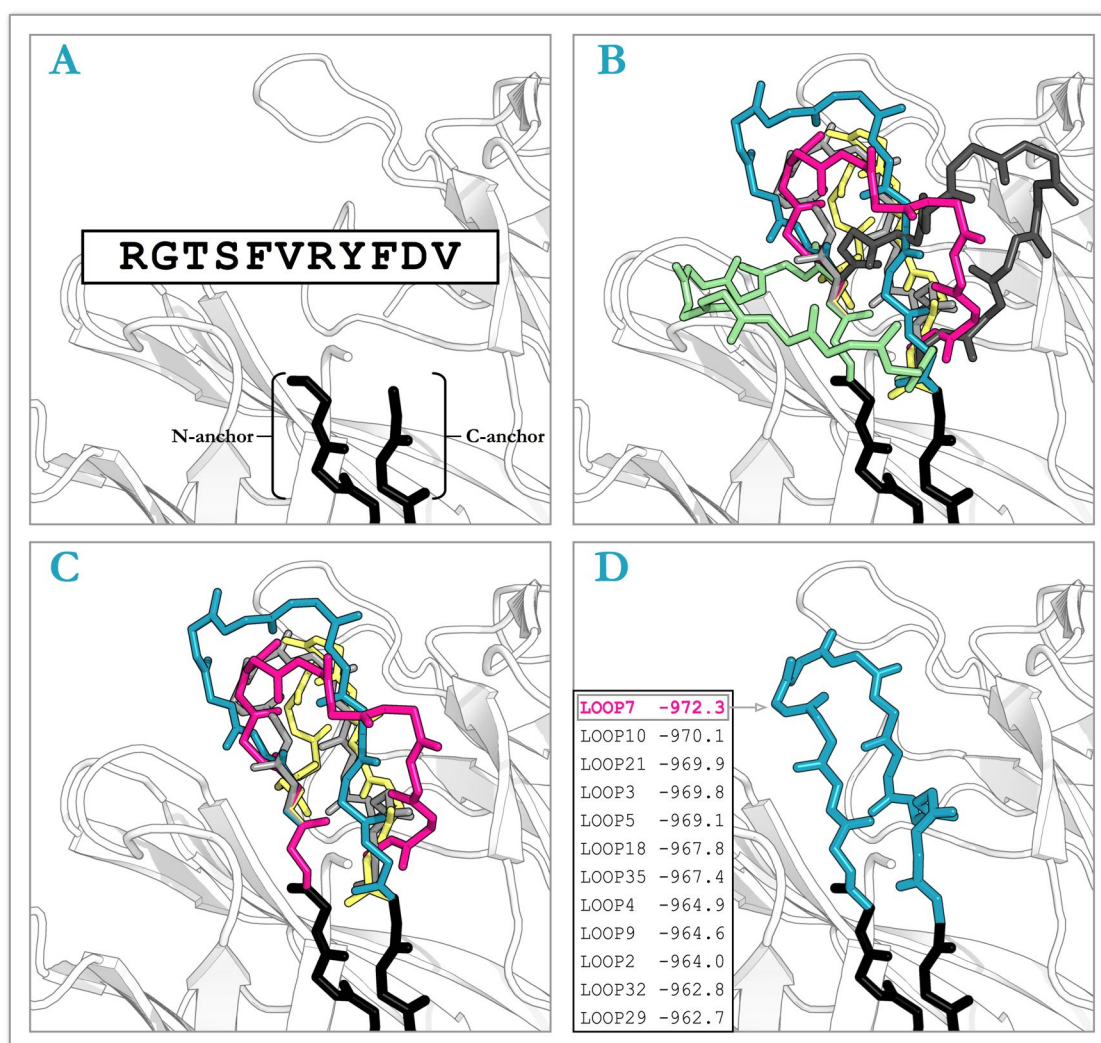 A
RGTSFVRYFDV
N-anchor
C-anchor
B
C
D
LOOP7 -972.3
LOOP10 -970.1
LOOP21 -969.9
LOOP3 -969.8
LOOP5 -969.1
LOOP18 -967.8
LOOP35 -967.4
LOOP4 -964.9
LOOP9 -964.6
LOOP2 -964.0
LOOP32 -962.8
LOOP29 -962.7